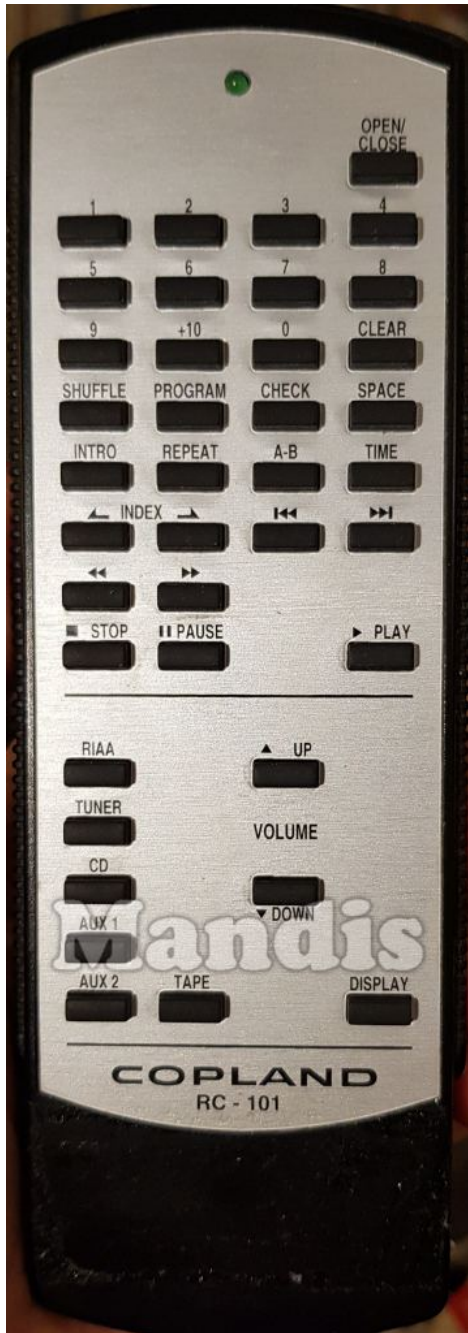 OPEN/
CLOSE
1 2 3 4
5 6 7 8
9 +10 0 CLEAR
SHUFFLE PROGRAM CHECK SPACE
INTRO REPEAT A-B TIME
INDEX
STOP PAUSE PLAY
RIAA UP
TUNER
VOLUME
CD
DOWN
AUX 1
Mandis
AUX 2 TAPE DISPLAY
COPLAND
RC - 101